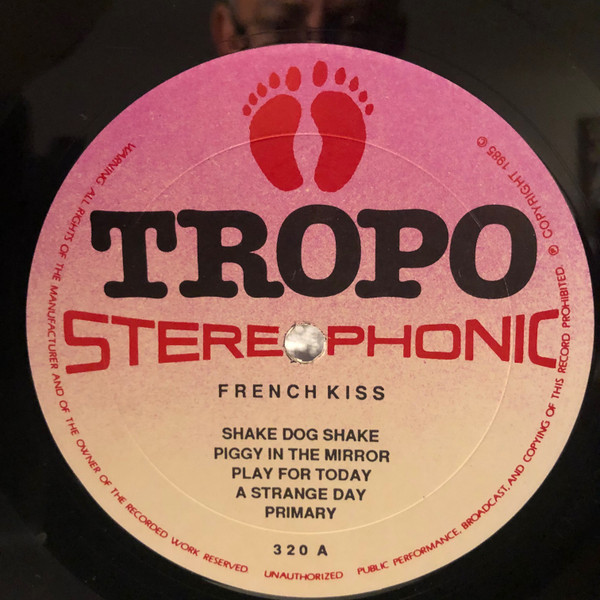 TROPO
STEREOPHONIC
FRENCH KISS
SHAKE DOG SHAKE
PIGGY IN THE MIRROR
PLAY FOR TODAY
A STRANGE DAY
PRIMARY
320 A
WARNING. ALL RIGHTS OF THE MANUFACTURER AND OF THE OWNER OF THE RECORDED WORK RESERVED UNAUTHORIZED PUBLIC PERFORMANCE, BROADCAST, AND COPYING OF THIS RECORD PROHIBITED. ℗ COPYRIGHT 1985 ©